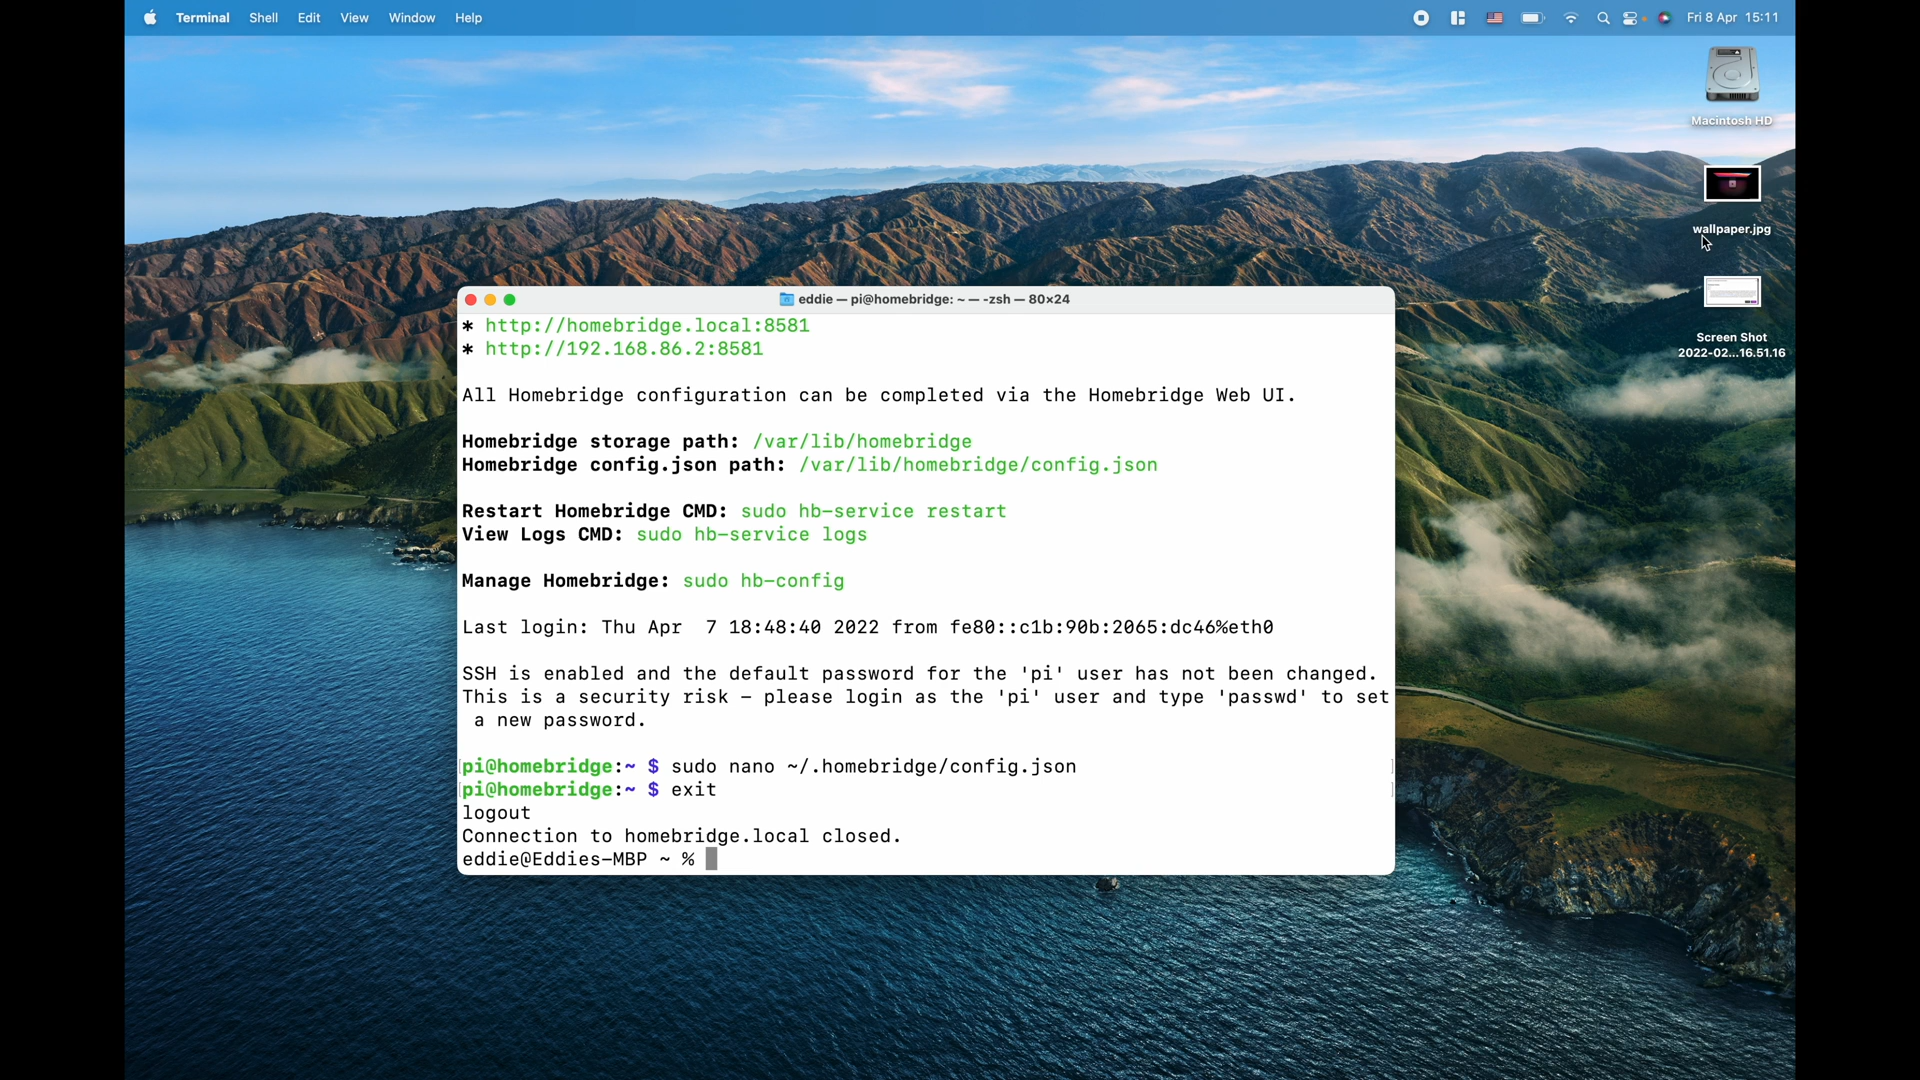 Terminal Shell Edit View Window Help Fri 8 Apr 15:11
Macintosh HD
wallpaper.jpg
Screen Shot
2022-02...16.51.16
eddie — pi@homebridge: ~ — -zsh — 80×24
* http://homebridge.local:8581
* http://192.168.86.2:8581
All Homebridge configuration can be completed via the Homebridge Web UI.
Homebridge storage path: /var/lib/homebridge
Homebridge config.json path: /var/lib/homebridge/config.json
Restart Homebridge CMD: sudo hb-service restart
View Logs CMD: sudo hb-service logs
Manage Homebridge: sudo hb-config
Last login: Thu Apr  7 18:48:40 2022 from fe80::c1b:90b:2065:dc46%eth0
SSH is enabled and the default password for the 'pi' user has not been changed.
This is a security risk - please login as the 'pi' user and type 'passwd' to set
 a new password.
pi@homebridge:~ $ sudo nano ~/.homebridge/config.json
pi@homebridge:~ $ exit
logout
Connection to homebridge.local closed.
eddie@Eddies-MBP ~ %